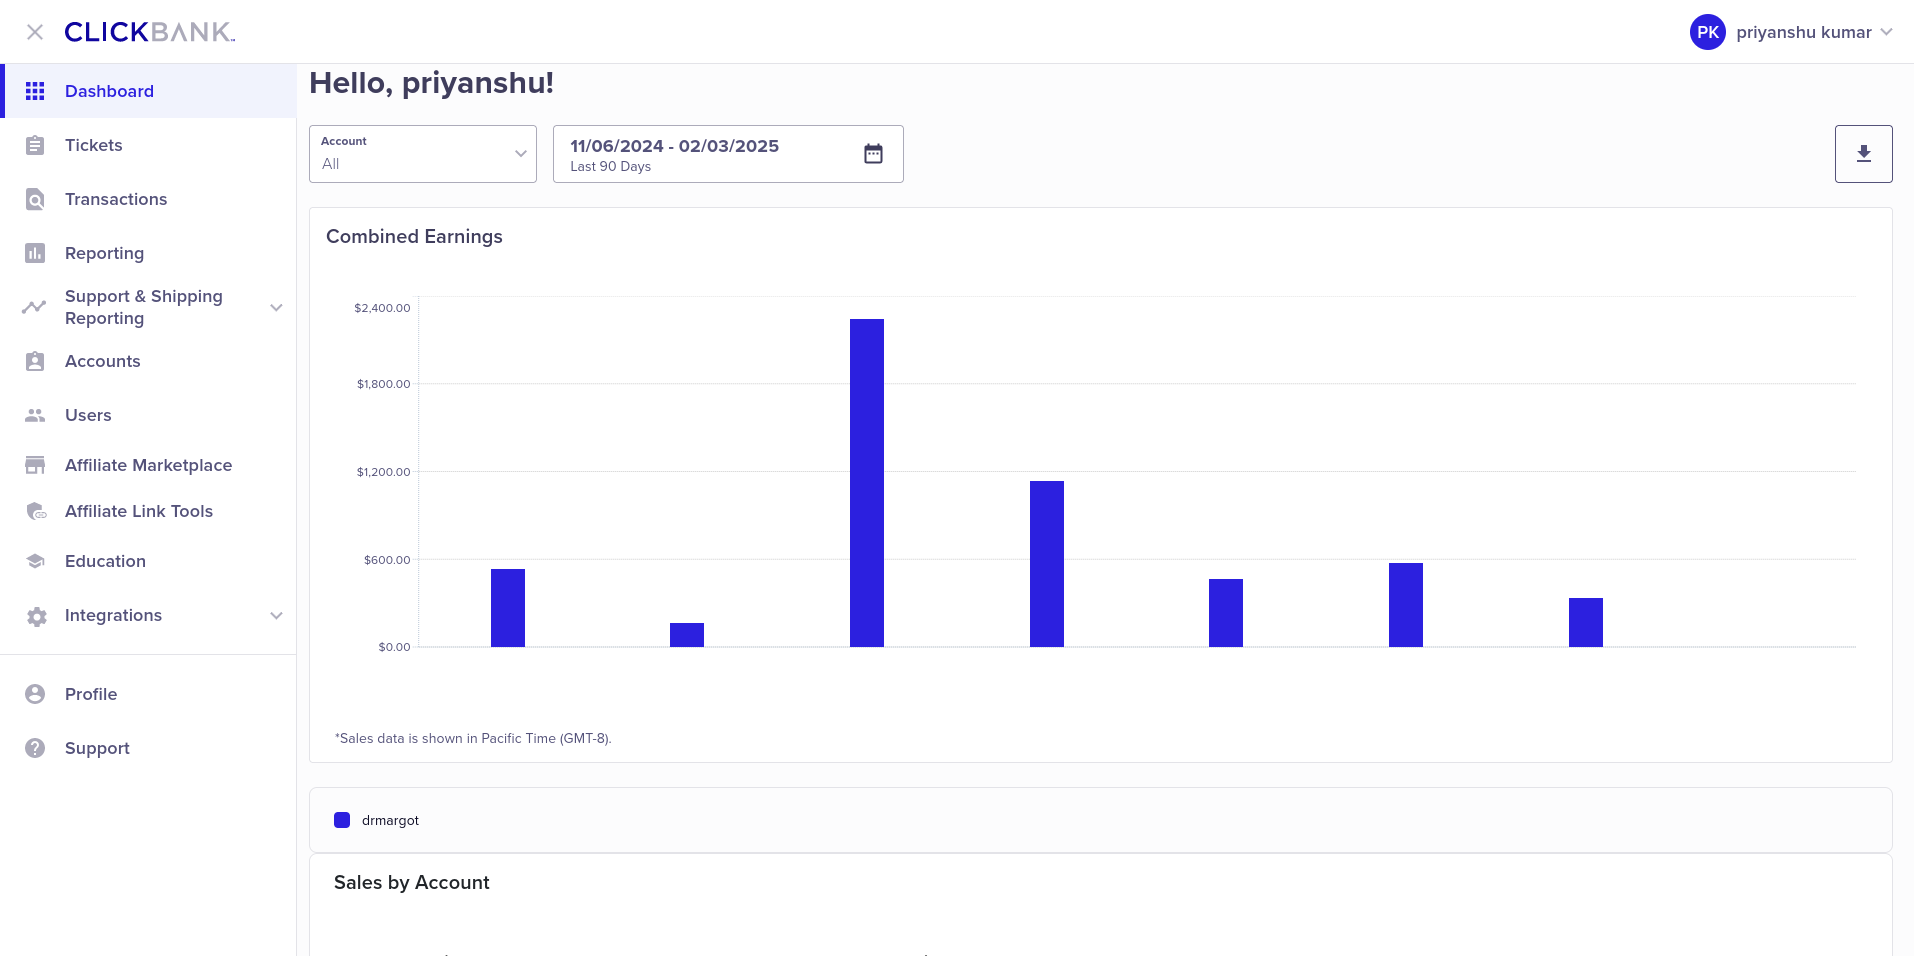 CLICKBANK™
PK
priyanshu kumar
Dashboard
Tickets
Transactions
Reporting
Support & Shipping
Reporting
Accounts
Users
Affiliate Marketplace
Affiliate Link Tools
Education
Integrations
Profile
Support
Hello, priyanshu!
Account
All
11/06/2024 - 02/03/2025
Last 90 Days
Combined Earnings
$2,400.00
$1,800.00
$1,200.00
$600.00
$0.00
*Sales data is shown in Pacific Time (GMT-8).
drmargot
Sales by Account